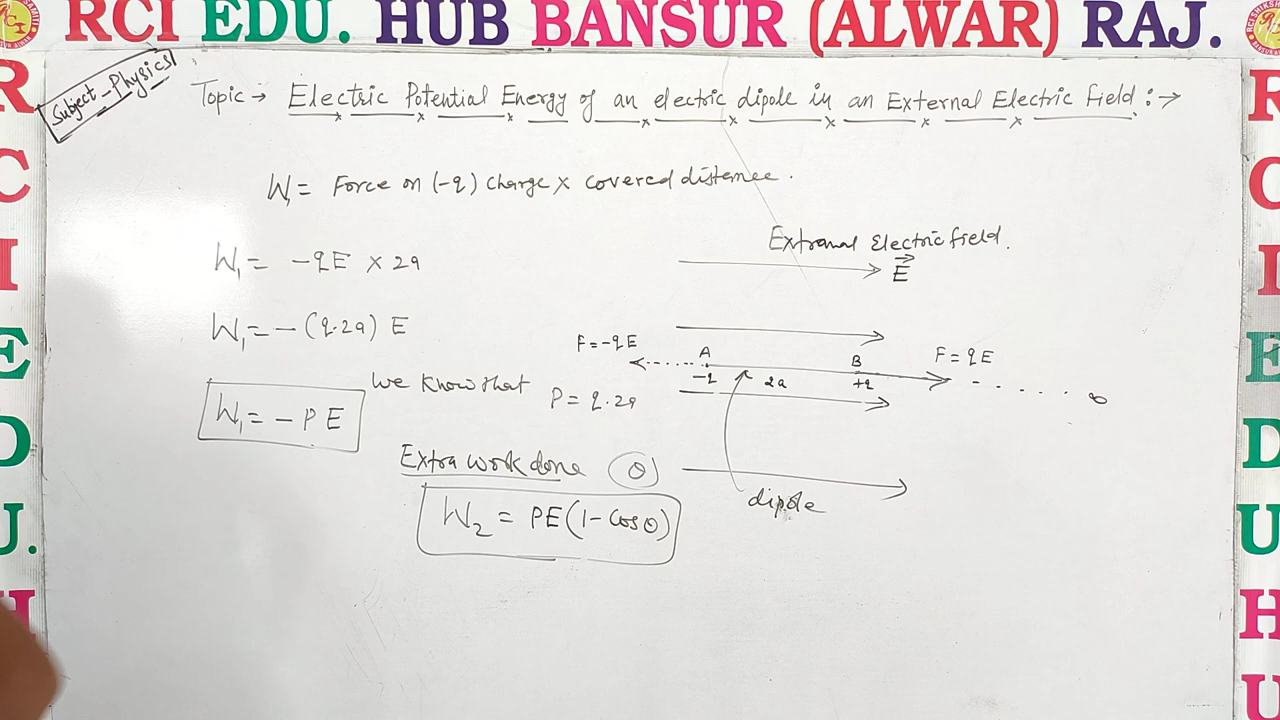 RCI EDU. HUB BANSUR (ALWAR) RAJ.
Subject - Physics
Topic → Electric Potential Energy of an electric dipole in an External Electric field :→
W₁ = Force on (-q) charge × covered distance.
Extranal Electric field.
E⃗
W₁ = -qE × 2a
W₁ = - (q.2a) E
F = -qE
A
B
F = qE
-q
2a
+q
∞
We know that P = q.2a
W₁ = - P E
Extra work done θ
dipole
W₂ = PE (1 - cosθ)
R
C
I
E
D
U.
H
R
C
I
E
D
U
H
U